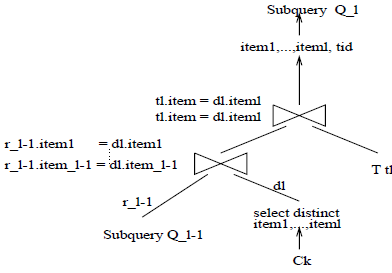 Subquery Q_1
item1,...,iteml, tid
tl.item = dl.iteml
tl.item = dl.iteml
r_l-1.item1 = dl.item1
r_l-1.item_l-1 = dl.item_l-1
T tl
dl
r_l-1
select distinct
item1,...,iteml
Subquery Q_l-1
Ck